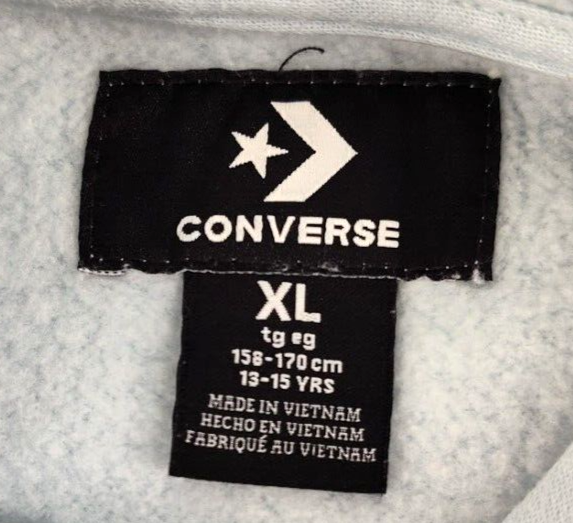 CONVERSE
XL
tg eg
158-170 cm
13-15 YRS
MADE IN VIETNAM
HECHO EN VIETNAM
FABRIQUÉ AU VIETNAM